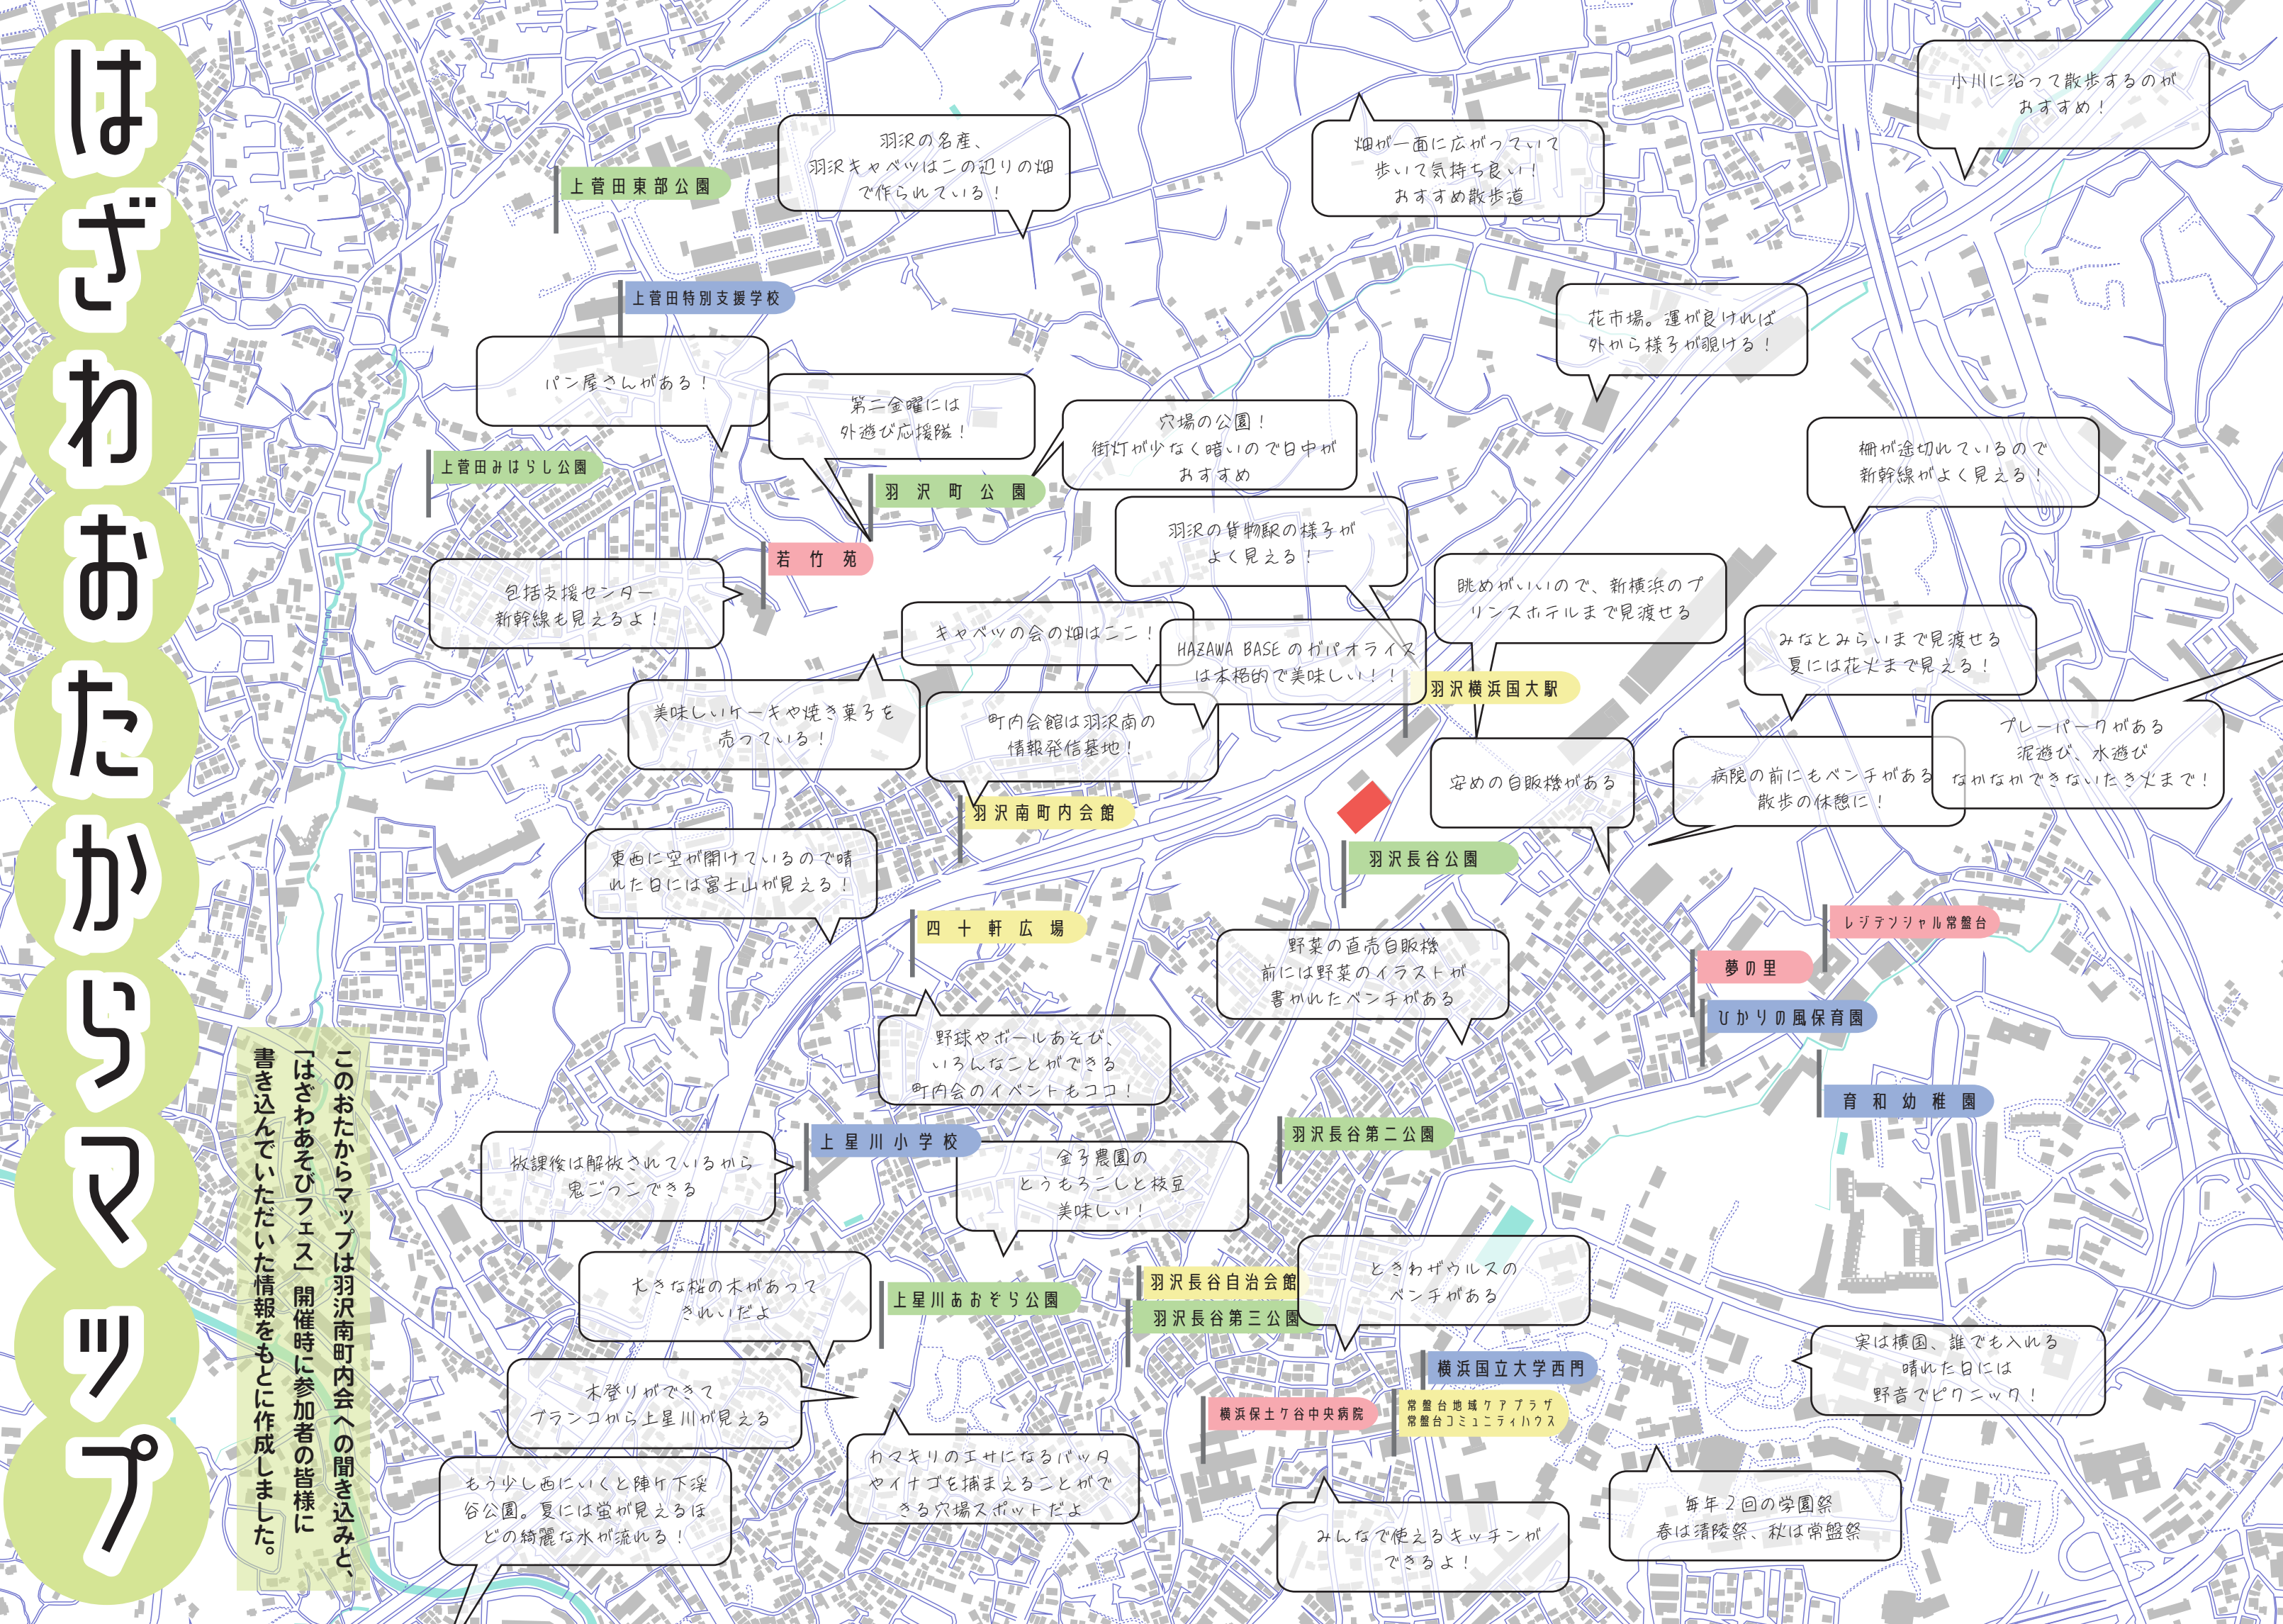 はざわおたからマップ
このおたからマップは羽沢南町内会への聞き込みと、
「はざわあそびフェス」開催時に参加者の皆様に
書き込んでいただいた情報をもとに作成しました。
小川に沿って散歩するのが
おすすめ！
羽沢の名産、
羽沢キャベツはこの辺りの畑
で作られている！
畑が一面に広がっていて
歩いて気持ち良い！
おすすめ散歩道
上菅田東部公園
上菅田特別支援学校
花市場。運が良ければ
外から様子が覗ける！
パン屋さんがある！
第二金曜には
外遊び応援隊！
穴場の公園！
街灯が少なく暗いので日中が
おすすめ
柵が途切れているので
新幹線がよく見える！
上菅田みはらし公園
羽沢町公園
羽沢の貨物駅の様子が
よく見える！
若竹苑
包括支援センター
新幹線も見えるよ！
眺めがいいので、新横浜のプ
リンスホテルまで見渡せる
キャベツの会の畑はここ！
HAZAWA BASEのガパオライス
は本格的で美味しい！！
みなとみらいまで見渡せる
夏には花火まで見える！
羽沢横浜国大駅
美味しいケーキや焼き菓子を
売っている！
町内会館は羽沢南の
情報発信基地！
プレーパークがある
泥遊び、水遊び
なかなかできないたき火まで！
安めの自販機がある
病院の前にもベンチがある
散歩の休憩に！
羽沢南町内会館
羽沢長谷公園
東西に空が開けているので晴
れた日には富士山が見える！
四十軒広場
野菜の直売自販機
前には野菜のイラストが
書かれたベンチがある
レジデンシャル常盤台
夢の里
ひかりの風保育園
野球やボールあそび、
いろんなことができる
町内会のイベントもココ！
育和幼稚園
上星川小学校
羽沢長谷第二公園
放課後は解放されているから
鬼ごっこできる
金子農園の
とうもろこしと枝豆
美味しい！
大きな桜の木があって
きれいだよ
上星川あおぞら公園
羽沢長谷自治会館
羽沢長谷第三公園
ときわザウルスの
ベンチがある
実は横国、誰でも入れる
晴れた日には
野音でピクニック！
横浜国立大学西門
木登りができて
ブランコから上星川が見える
横浜保土ケ谷中央病院
常盤台地域ケアプラザ
常盤台コミュニティハウス
カマキリのエサになるバッタ
やイナゴを捕まえることがで
きる穴場スポットだよ
もう少し西にいくと陣ケ下渓
谷公園。夏には蛍が見えるほ
どの綺麗な水が流れる！
みんなで使えるキッチンが
できるよ！
毎年2回の学園祭
春は清陵祭、秋は常盤祭